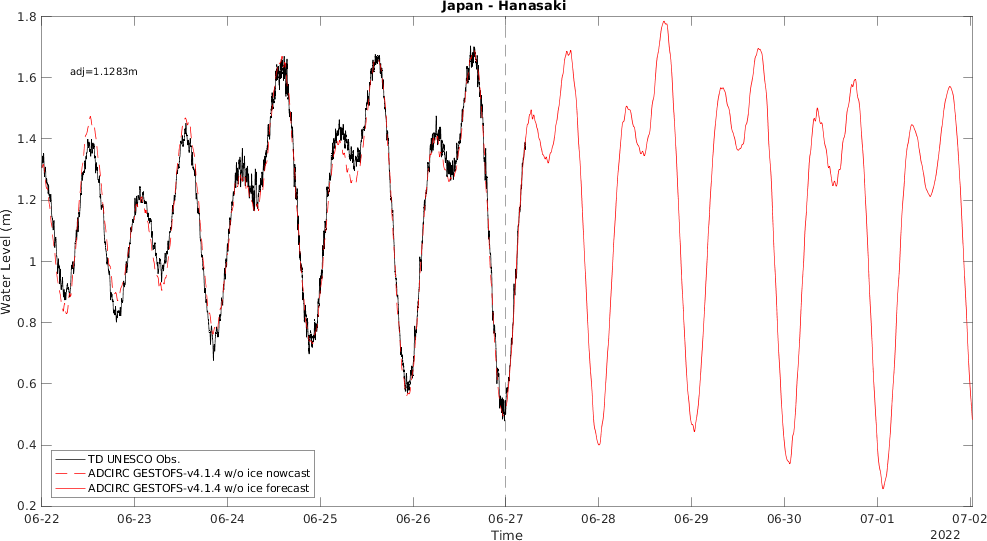 Japan - Hanasaki
adj=1.1283m
Water Level (m)
1.8
1.6
1.4
1.2
1
0.8
0.6
0.4
0.2
TD UNESCO Obs.
ADCIRC GESTOFS-v4.1.4 w/o ice nowcast
ADCIRC GESTOFS-v4.1.4 w/o ice forecast
06-22 06-23 06-24 06-25 06-26 06-27 06-28 06-29 06-30 07-01 07-02
Time
2022